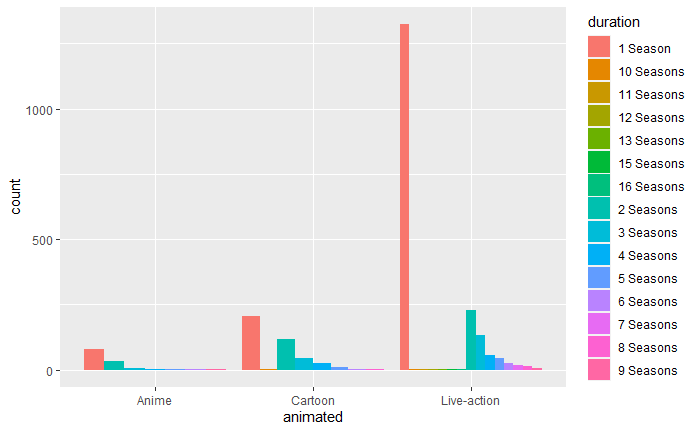 count
1000
500
0
Anime
Cartoon
Live-action
animated
duration
1 Season
10 Seasons
11 Seasons
12 Seasons
13 Seasons
15 Seasons
16 Seasons
2 Seasons
3 Seasons
4 Seasons
5 Seasons
6 Seasons
7 Seasons
8 Seasons
9 Seasons